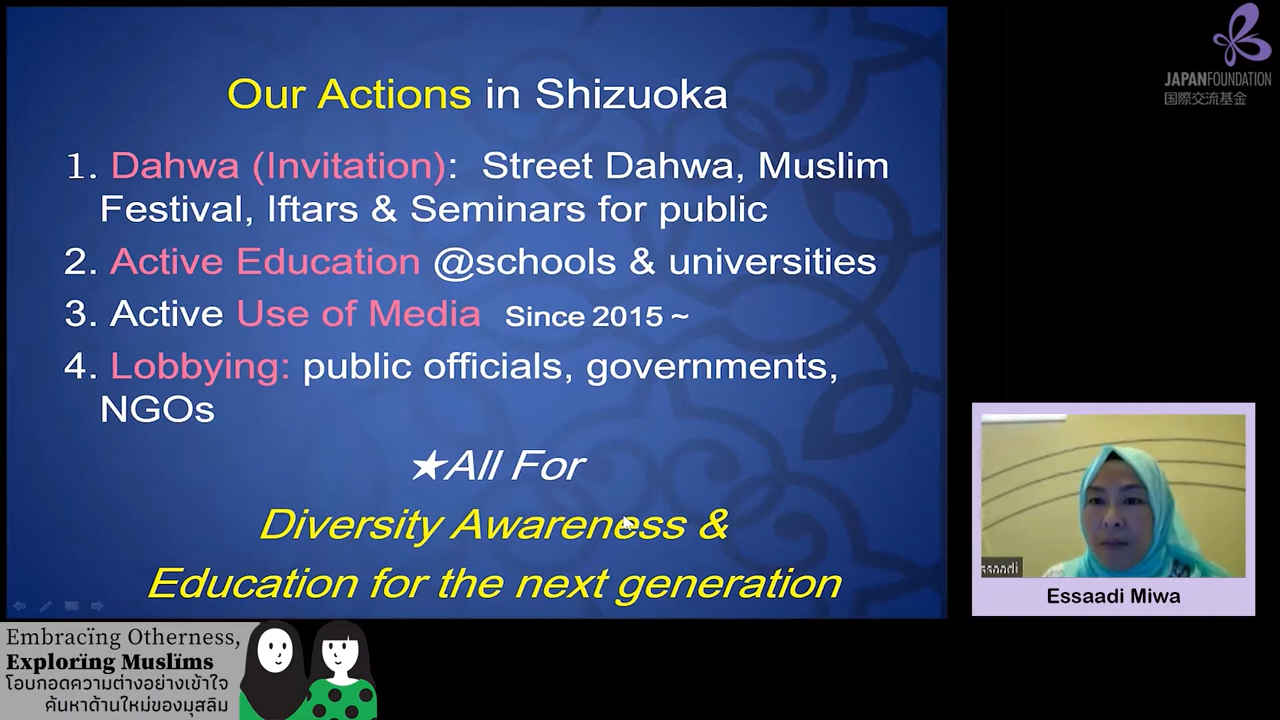 Our Actions in Shizuoka
1. Dahwa (Invitation): Street Dahwa, Muslim
Festival, Iftars & Seminars for public
2. Active Education @schools & universities
3. Active Use of Media Since 2015 ~
4. Lobbying: public officials, governments,
NGOs
★All For
Diversity Awareness &
Education for the next generation
JAPANFOUNDATION
国際交流基金
Essaadi Miwa
Embracïng Otherness,
Explorïng Muslïms
โอบกอดความต่างอย่างเข้าใจ
ค้นหาด้านใหม่ของมุสลิม